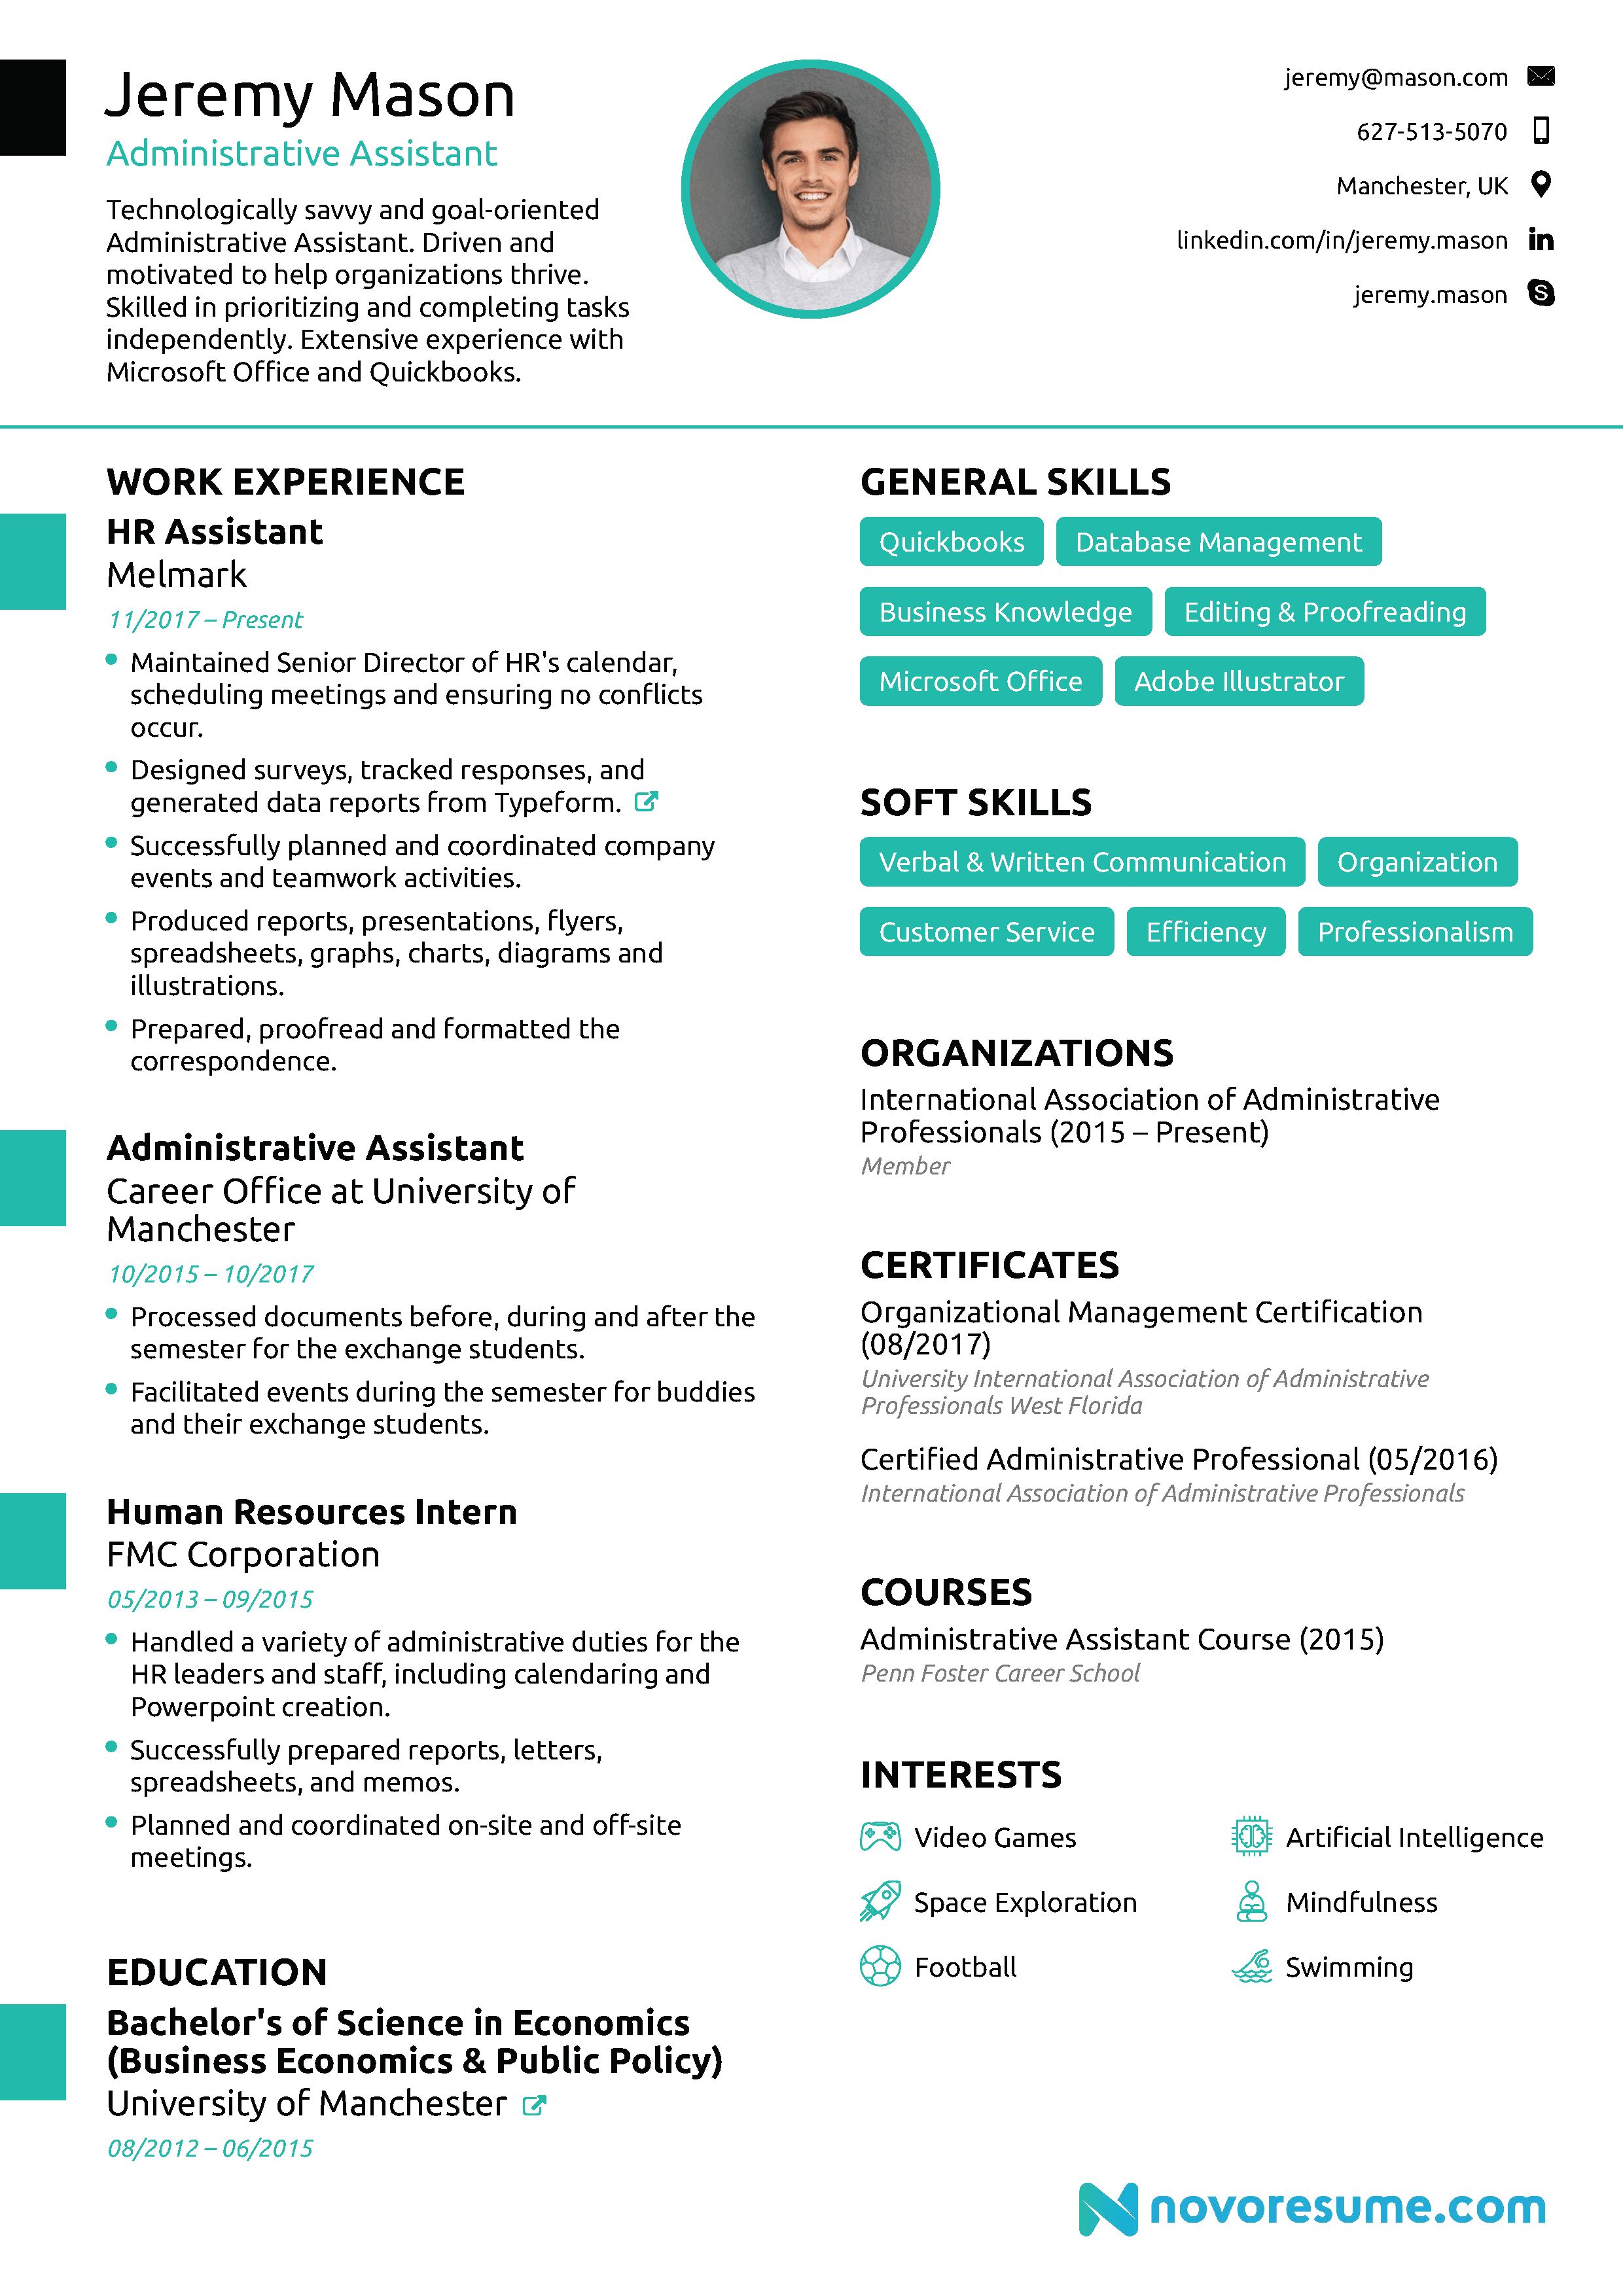 Jeremy Mason
Administrative Assistant
Technologically savvy and goal-oriented
Administrative Assistant. Driven and
motivated to help organizations thrive.
Skilled in prioritizing and completing tasks
independently. Extensive experience with
Microsoft Office and Quickbooks.
jeremy@mason.com
627-513-5070
Manchester, UK
linkedin.com/in/jeremy.mason
in
jeremy.mason
S
WORK EXPERIENCE
HR Assistant
Melmark
11/2017 – Present
Maintained Senior Director of HR's calendar,
scheduling meetings and ensuring no conflicts
occur.
Designed surveys, tracked responses, and
generated data reports from Typeform.
Successfully planned and coordinated company
events and teamwork activities.
Produced reports, presentations, flyers,
spreadsheets, graphs, charts, diagrams and
illustrations.
Prepared, proofread and formatted the
correspondence.
Administrative Assistant
Career Office at University of
Manchester
10/2015 – 10/2017
Processed documents before, during and after the
semester for the exchange students.
Facilitated events during the semester for buddies
and their exchange students.
Human Resources Intern
FMC Corporation
05/2013 – 09/2015
Handled a variety of administrative duties for the
HR leaders and staff, including calendaring and
Powerpoint creation.
Successfully prepared reports, letters,
spreadsheets, and memos.
Planned and coordinated on-site and off-site
meetings.
EDUCATION
Bachelor's of Science in Economics
(Business Economics & Public Policy)
University of Manchester
08/2012 – 06/2015
GENERAL SKILLS
Quickbooks Database Management
Business Knowledge Editing & Proofreading
Microsoft Office Adobe Illustrator
SOFT SKILLS
Verbal & Written Communication Organization
Customer Service Efficiency Professionalism
ORGANIZATIONS
International Association of Administrative
Professionals (2015 – Present)
Member
CERTIFICATES
Organizational Management Certification
(08/2017)
University International Association of Administrative
Professionals West Florida
Certified Administrative Professional (05/2016)
International Association of Administrative Professionals
COURSES
Administrative Assistant Course (2015)
Penn Foster Career School
INTERESTS
Video Games Artificial Intelligence
Space Exploration Mindfulness
Football Swimming
novoresume.com